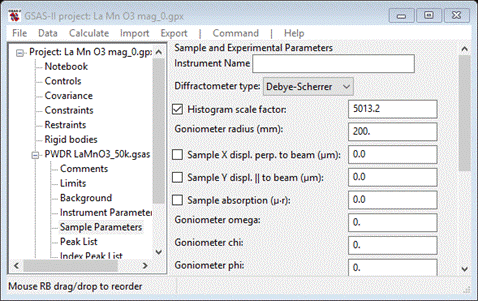 GSAS-II project: La Mn O3 mag_0.gpx
File Data Calculate Import Export | Command | Help
Project: La Mn O3 mag_0.gpx
Notebook
Controls
Covariance
Constraints
Restraints
Rigid bodies
PWDR LaMnO3_50k.gsas
Comments
Limits
Background
Instrument Parameter
Sample Parameters
Peak List
Index Peak List
Sample and Experimental Parameters
Instrument Name
Diffractometer type: Debye-Scherrer
Histogram scale factor: 5013.2
Goniometer radius (mm): 200.
Sample X displ. perp. to beam (μm): 0.0
Sample Y displ. || to beam (μm): 0.0
Sample absorption (μ·r): 0.0
Goniometer omega: 0.
Goniometer chi: 0.
Goniometer phi: 0.
Mouse RB drag/drop to reorder